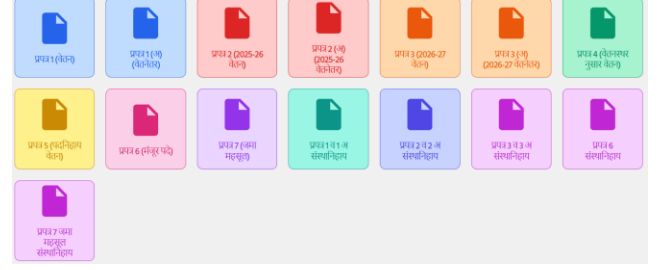 प्रपत्र 1 (वेतन)
प्रपत्र 1 (अ)
(वेतनेतर)
प्रपत्र 2 (2025-26
वेतन)
प्रपत्र 2 (अ)
(2025-26
वेतनेतर)
प्रपत्र 3 (2026-27
वेतन)
प्रपत्र 3 (अ)
(2026-27 वेतनेतर)
प्रपत्र 4 (वेतनस्तर
नुसार वेतन)
प्रपत्र 5 (पदनिहाय
वेतन)
प्रपत्र 6 (मंजूर पदे)
प्रपत्र 7 (जमा
महसूल)
प्रपत्र 1 व 1 अ
संस्थानिहाय
प्रपत्र 2 व 2 अ
संस्थानिहाय
प्रपत्र 3 व 3 अ
संस्थानिहाय
प्रपत्र 6
संस्थानिहाय
प्रपत्र 7 जमा
महसूल
संस्थानिहाय